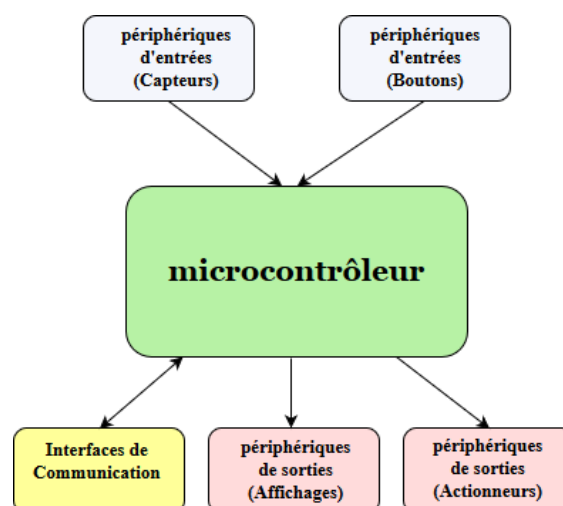 périphériques
d'entrées
(Capteurs)
périphériques
d'entrées
(Boutons)
microcontrôleur
Interfaces de
Communication
périphériques
de sorties
(Affichages)
périphériques
de sorties
(Actionneurs)